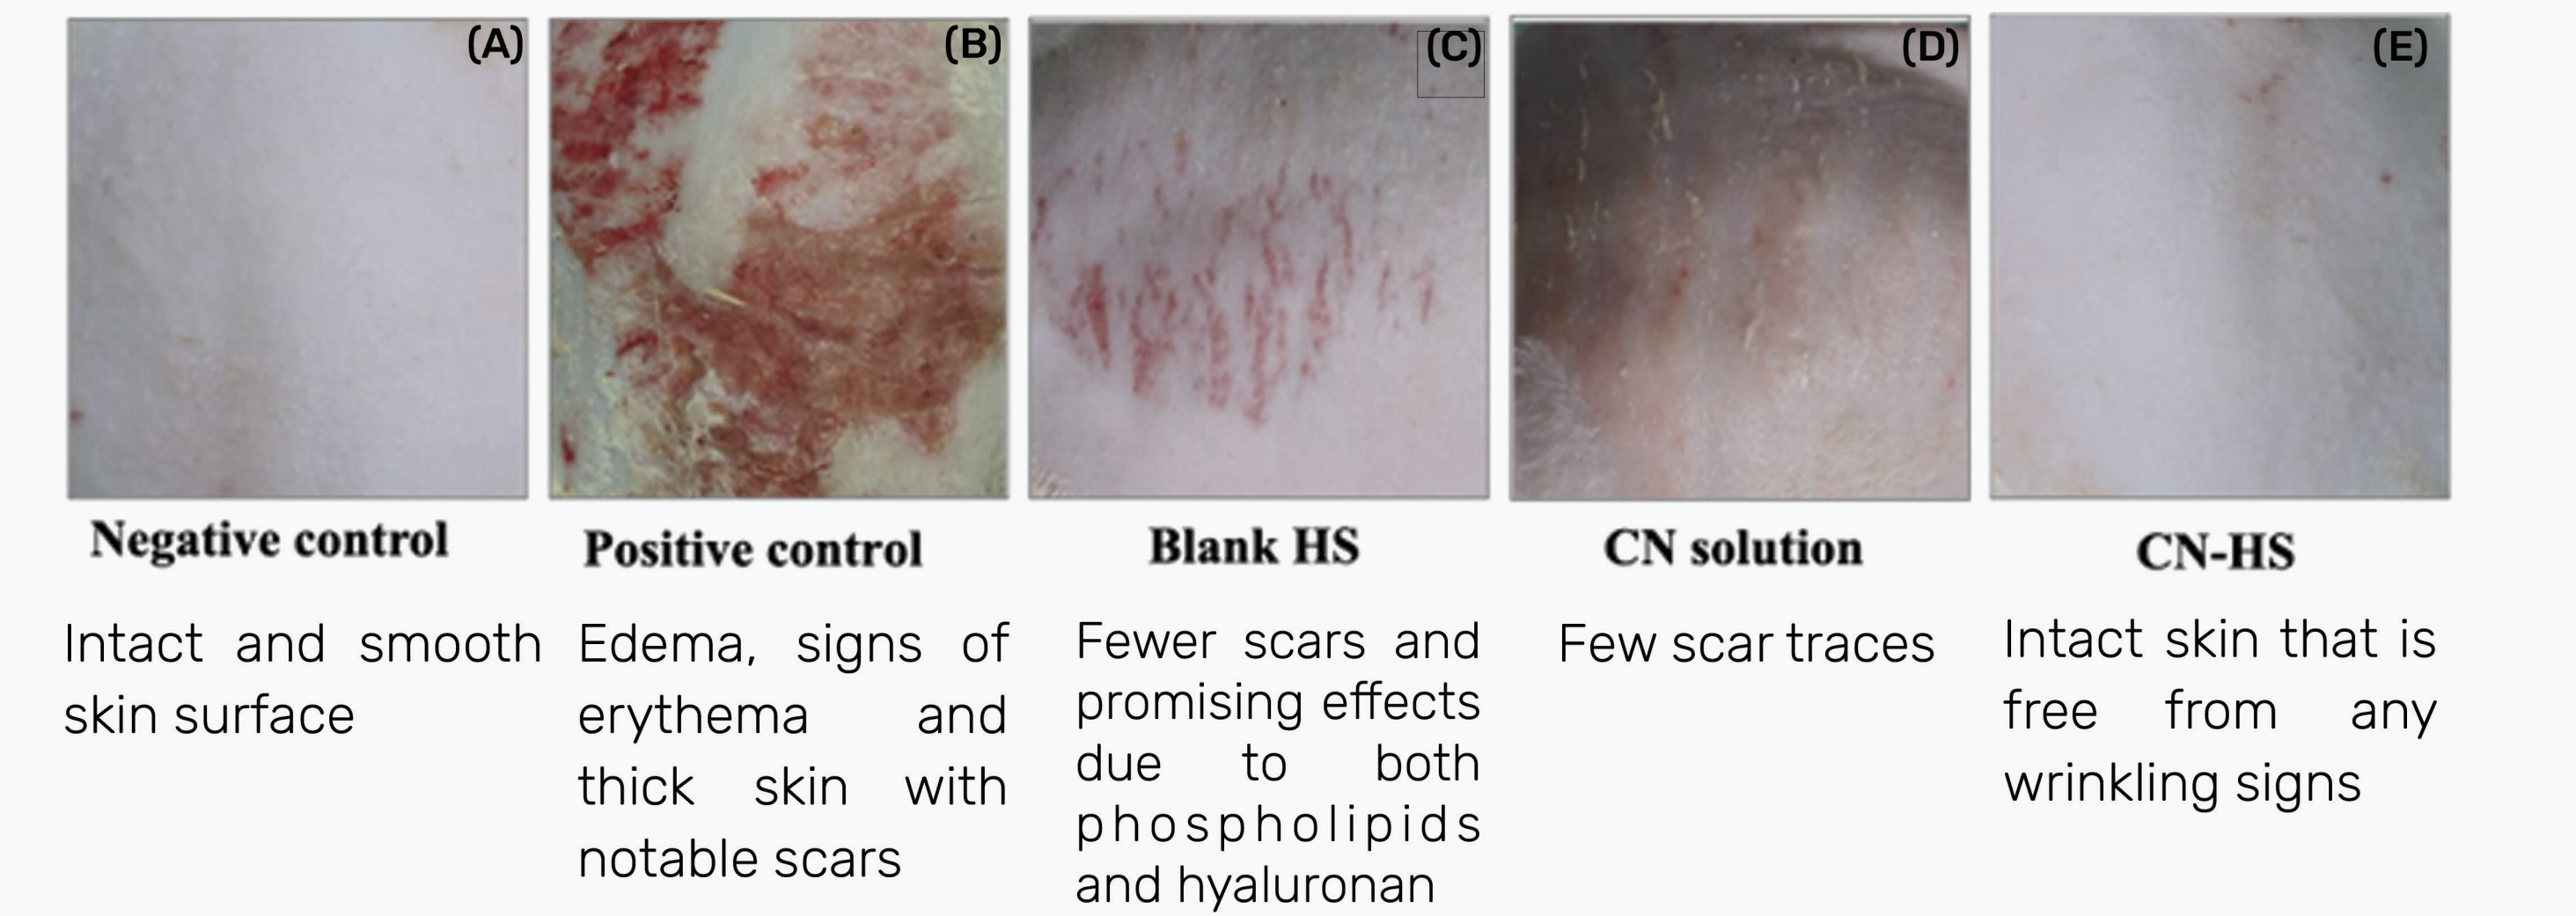 (A)
(B)
(C)
(D)
(E)
Negative control
Positive control
Blank HS
CN solution
CN-HS
Intact and smooth
skin surface
Edema, signs of
erythema and
thick skin with
notable scars
Fewer scars and
promising effects
due to both
phospholipids
and hyaluronan
Few scar traces
Intact skin that is
free from any
wrinkling signs